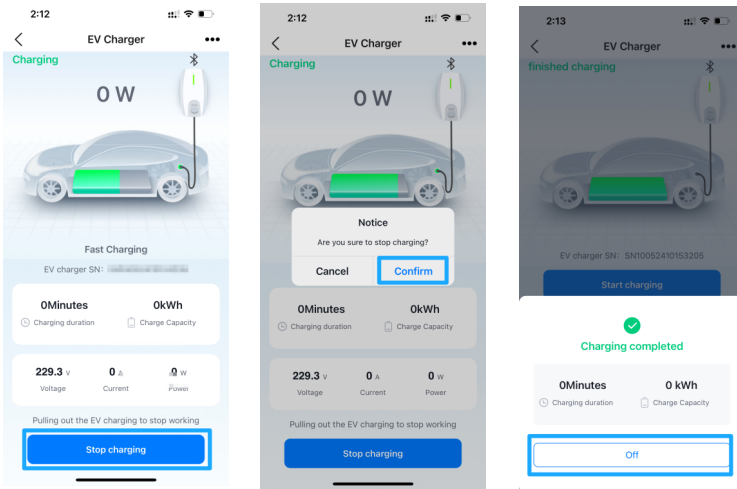 2:12
EV Charger
Charging
0 W
Fast Charging
EV charger SN:
0Minutes
0kWh
Charging duration
Charge Capacity
229.3 V
0 A
0 W
Voltage
Current
Power
Pulling out the EV charging to stop working
Stop charging
2:12
EV Charger
Charging
0 W
Notice
Are you sure to stop charging?
Cancel
Confirm
0Minutes
0kWh
Charging duration
Charge Capacity
229.3 V
0 A
0 W
Voltage
Current
Power
Pulling out the EV charging to stop working
Stop charging
2:13
EV Charger
finished charging
EV charger SN: SN10052410153205
Start charging
Charging completed
0Minutes
0 kWh
Charging duration
Charge Capacity
Off